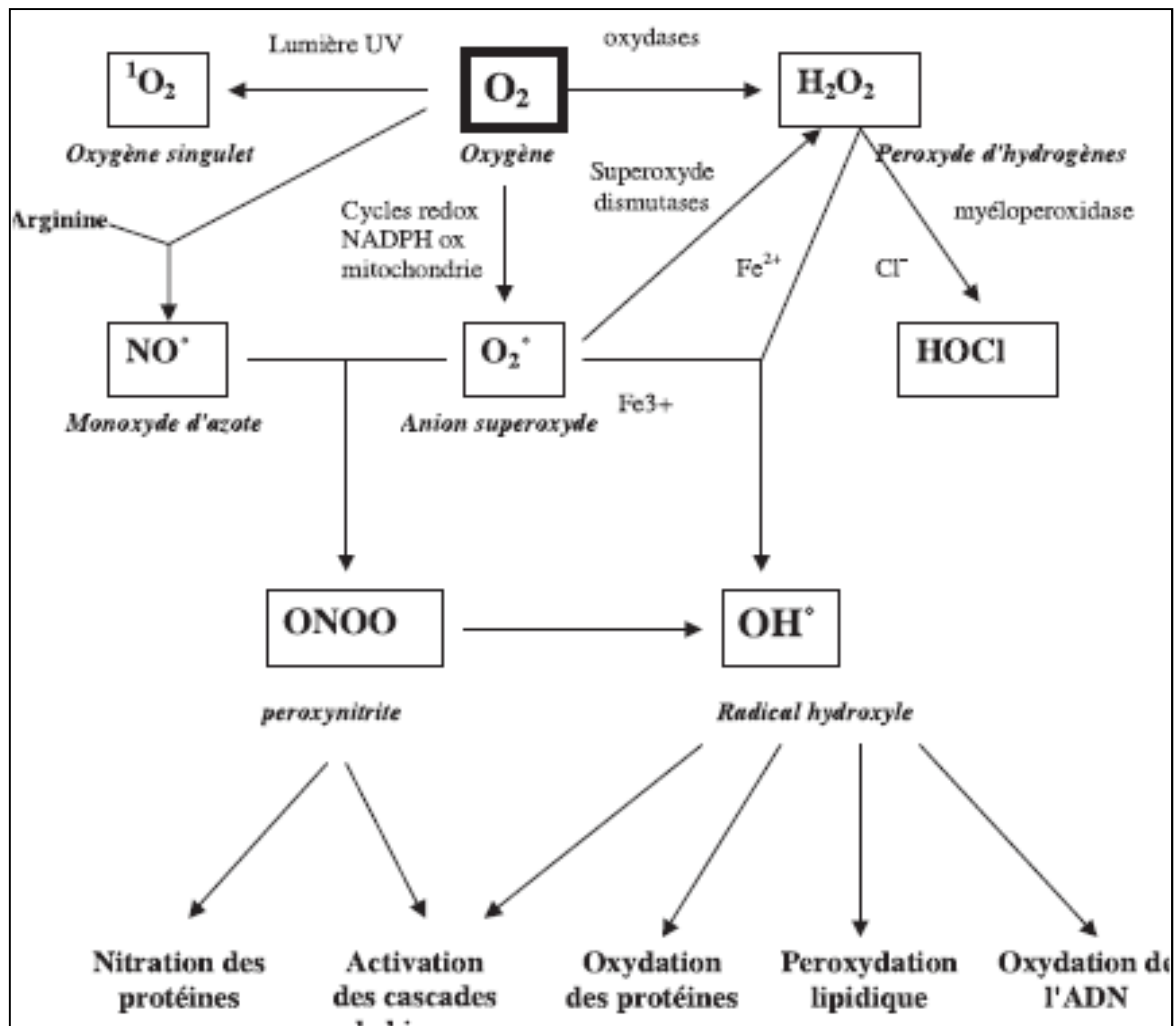 Lumière UV
oxydases
¹O₂
O₂
H₂O₂
Oxygène singulet
Oxygène
Peroxyde d'hydrogènes
Superoxyde
dismutases
Arginine
Cycles redox
NADPH ox
mitochondrie
myéloperoxidase
Fe²⁺
Cl⁻
NO°
O₂°
HOCl
Monoxyde d'azote
Anion superoxyde
Fe3+
ONOO
OH°
peroxynitrite
Radical hydroxyle
Nitration des
protéines
Activation
des cascades
Oxydation
des protéines
Peroxydation
lipidique
Oxydation de
l'ADN